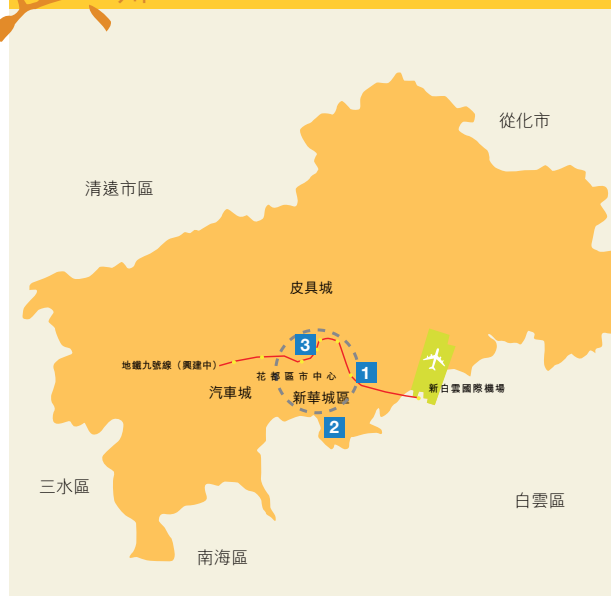 從化市
清遠市區
皮具城
3
地鐵九號線（興建中）
1
花都區市中心
新白雲國際機場
汽車城
新華城區
2
三水區
白雲區
南海區